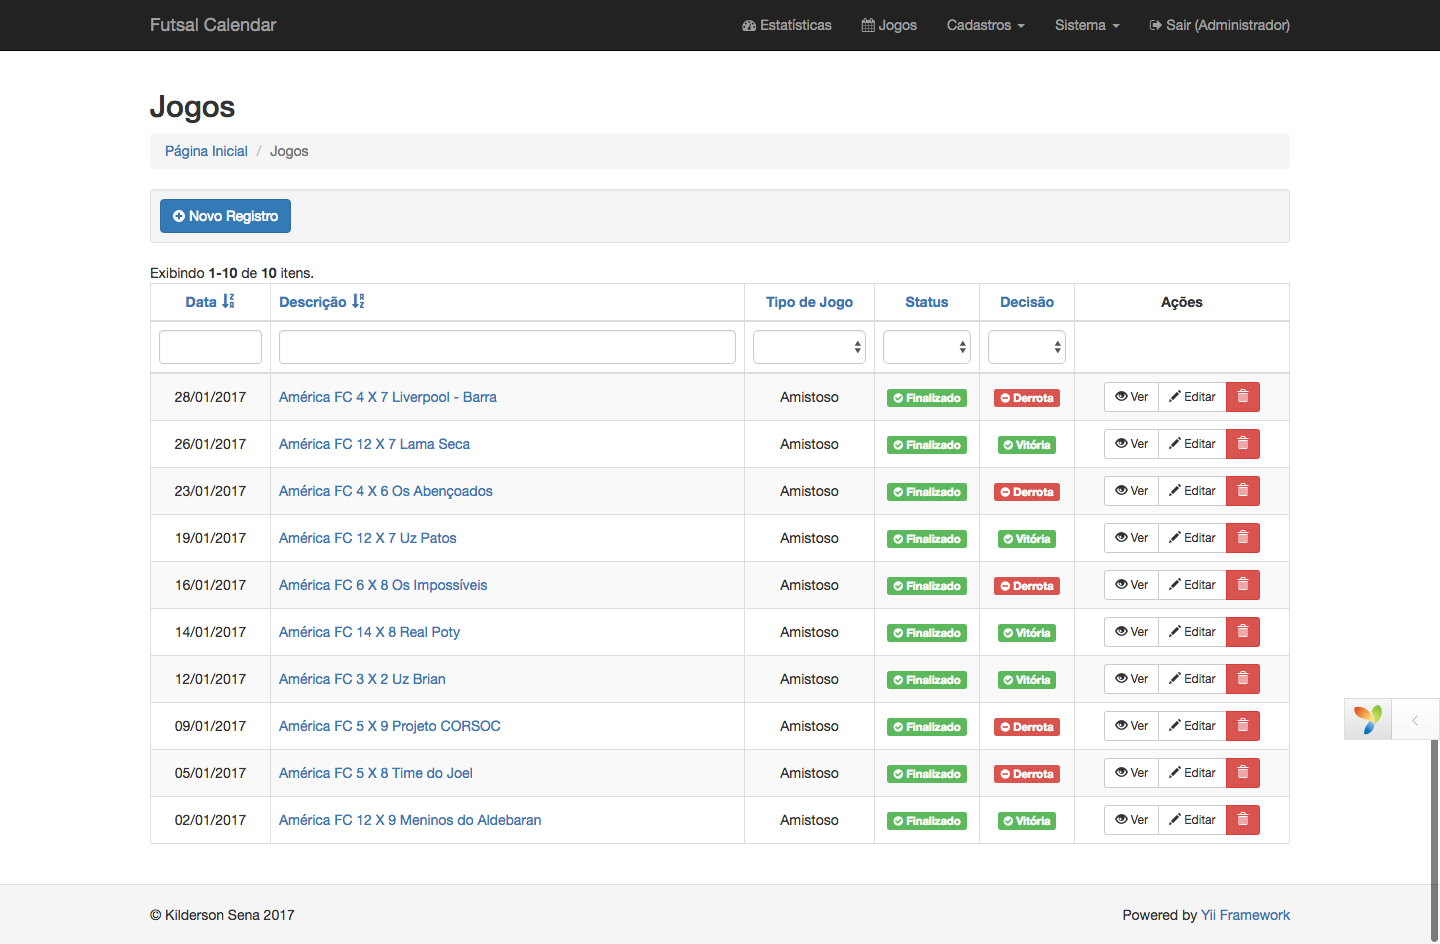 Futsal Calendar Estatísticas Jogos Cadastros Sistema Sair (Administrador)
Jogos
Página Inicial / Jogos
Novo Registro
Exibindo 1-10 de 10 itens.
Data Descrição Tipo de Jogo Status Decisão Ações
28/01/2017 América FC 4 X 7 Liverpool - Barra Amistoso Finalizado Derrota Ver Editar
26/01/2017 América FC 12 X 7 Lama Seca Amistoso Finalizado Vitória Ver Editar
23/01/2017 América FC 4 X 6 Os Abençoados Amistoso Finalizado Derrota Ver Editar
19/01/2017 América FC 12 X 7 Uz Patos Amistoso Finalizado Vitória Ver Editar
16/01/2017 América FC 6 X 8 Os Impossíveis Amistoso Finalizado Derrota Ver Editar
14/01/2017 América FC 14 X 8 Real Poty Amistoso Finalizado Vitória Ver Editar
12/01/2017 América FC 3 X 2 Uz Brian Amistoso Finalizado Vitória Ver Editar
09/01/2017 América FC 5 X 9 Projeto CORSOC Amistoso Finalizado Derrota Ver Editar
05/01/2017 América FC 5 X 8 Time do Joel Amistoso Finalizado Derrota Ver Editar
02/01/2017 América FC 12 X 9 Meninos do Aldebaran Amistoso Finalizado Vitória Ver Editar
© Kilderson Sena 2017 Powered by Yii Framework